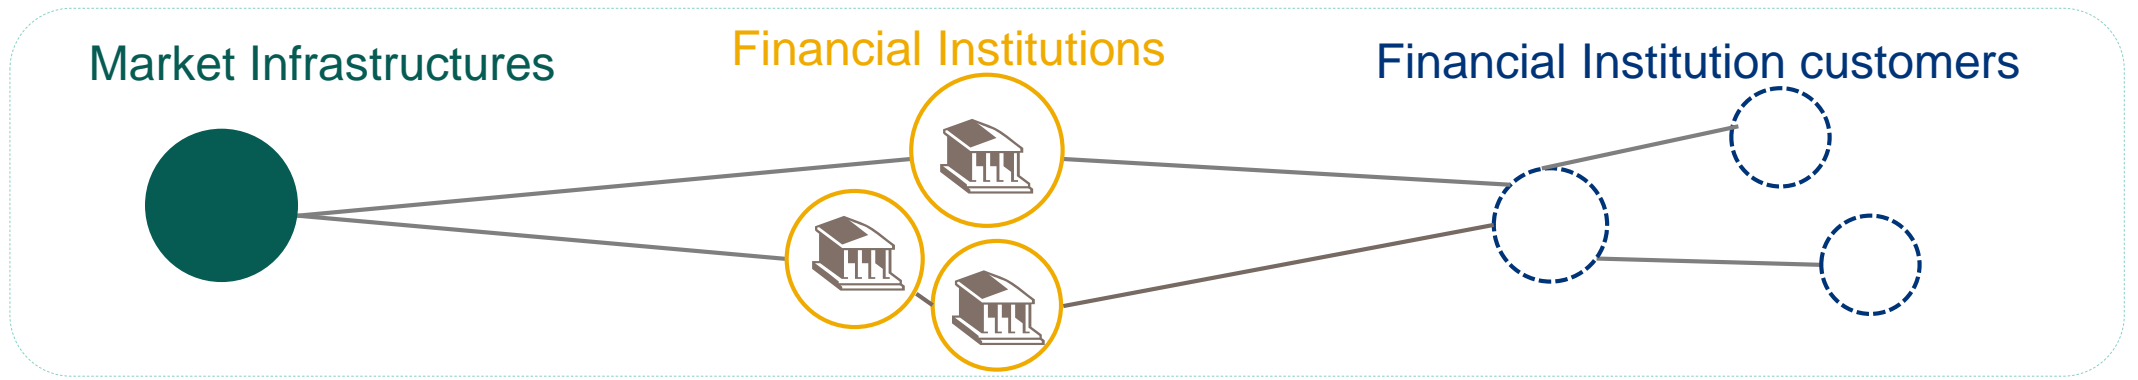 Market Infrastructures
Financial Institutions
Financial Institution customers